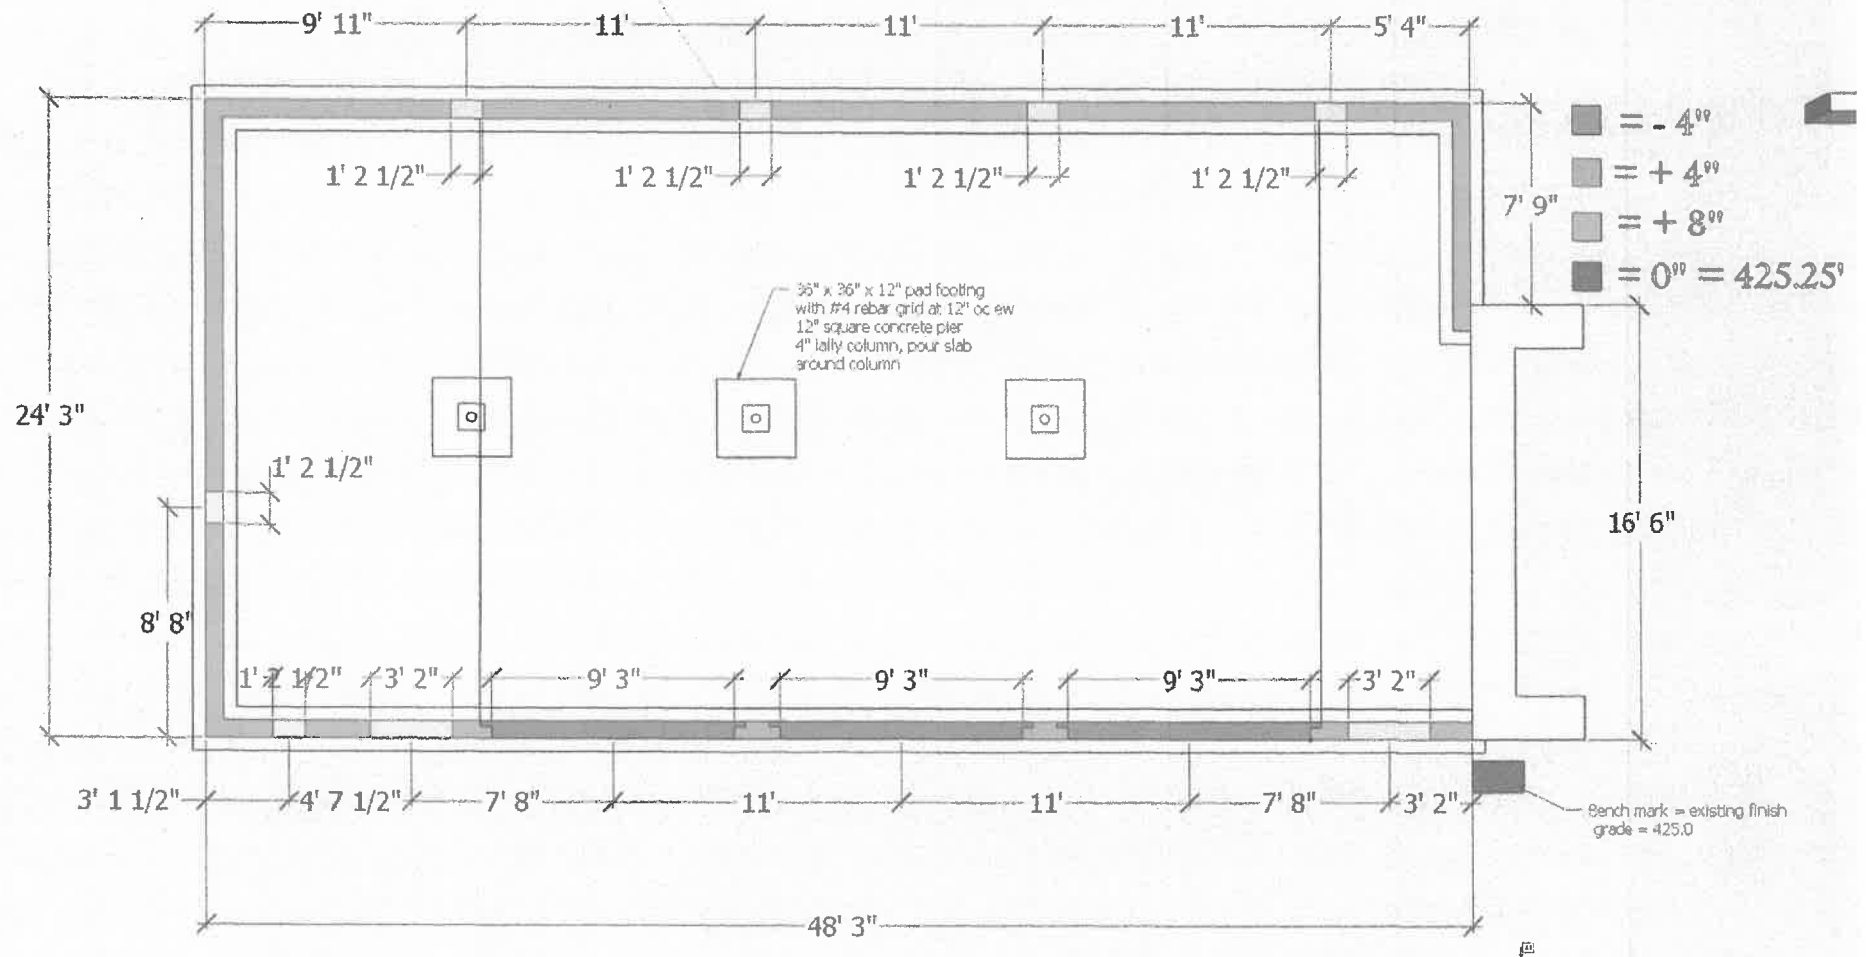 9' 11"
11'
11'
11'
5' 4"
= - 4"
= + 4"
= + 8"
= 0" = 425.25'
1' 2 1/2"
1' 2 1/2"
1' 2 1/2"
1' 2 1/2"
7' 9"
36" x 36" x 12" pad footing
with #4 rebar grid at 12" oc ew
12" square concrete pier
4" lally column, pour slab
around column
24' 3"
1' 2 1/2"
16' 6"
8' 8"
1' 2 1/2"
3' 2"
9' 3"
9' 3"
9' 3"
3' 2"
3' 1 1/2"
4' 7 1/2"
7' 8"
11'
11'
7' 8"
3' 2"
Bench mark = existing finish
grade = 425.0
48' 3"